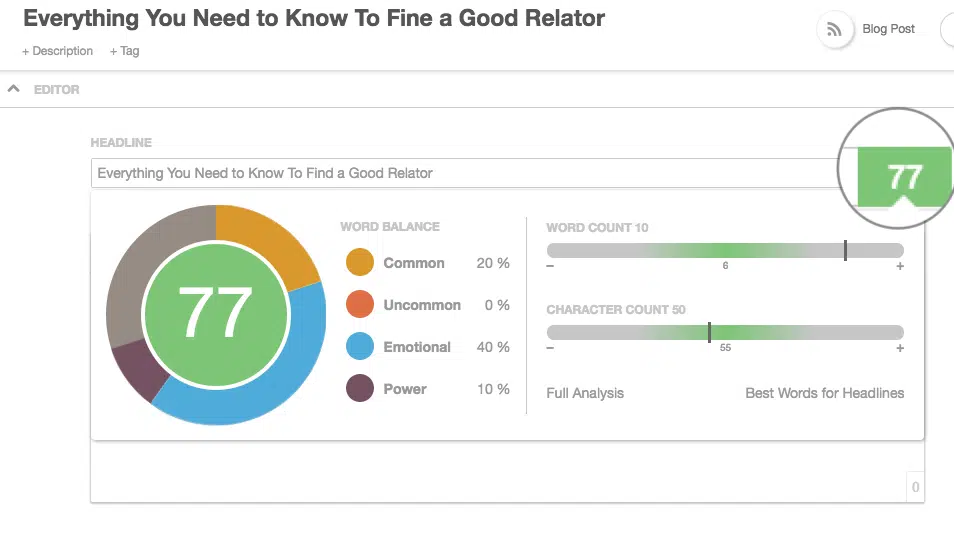 Everything You Need to Know To Fine a Good Relator
Blog Post
+ Description + Tag
EDITOR
HEADLINE
Everything You Need to Know To Find a Good Relator
77
77
WORD BALANCE
Common 20 %
Uncommon 0 %
Emotional 40 %
Power 10 %
WORD COUNT 10
− 6 +
CHARACTER COUNT 50
− 55 +
Full Analysis Best Words for Headlines
0